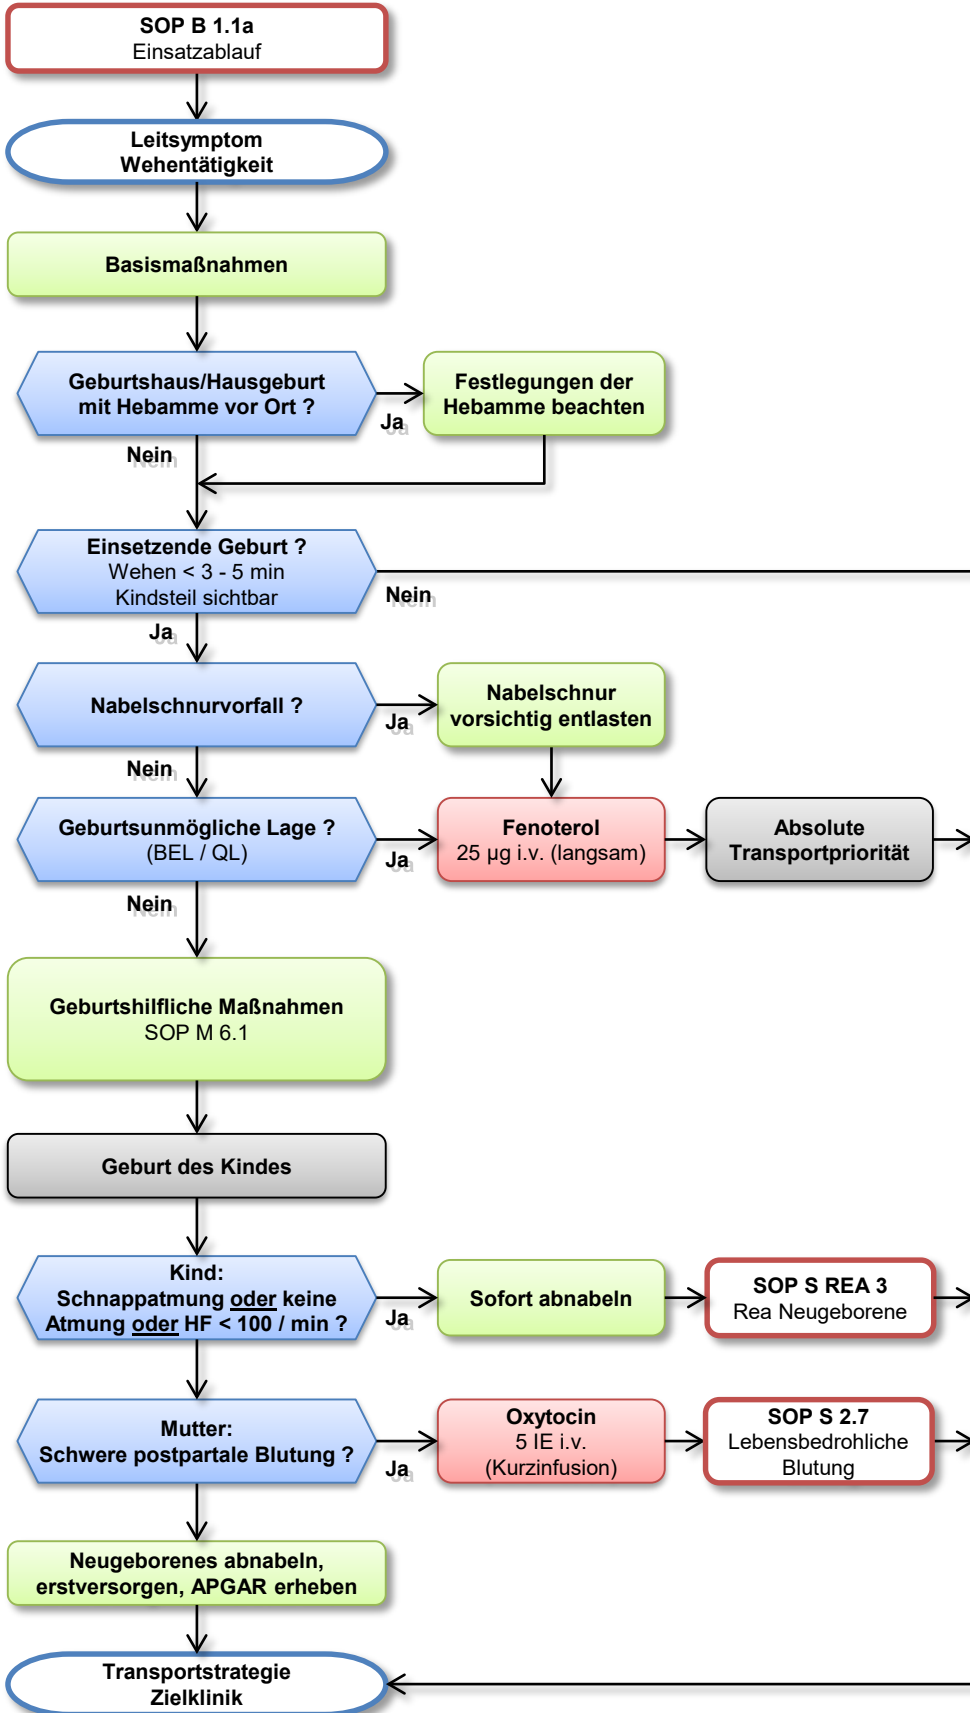 SOP B 1.1a
Einsatzablauf
Leitsymptom
Wehentätigkeit
Basismaßnahmen
Geburtshaus/Hausgeburt
mit Hebamme vor Ort ?
Ja
Festlegungen der
Hebamme beachten
Nein
Einsetzende Geburt ?
Wehen < 3 - 5 min
Kindsteil sichtbar
Nein
Ja
Nabelschnurvorfall ?
Ja
Nabelschnur
vorsichtig entlasten
Nein
Geburtsunmögliche Lage ?
(BEL / QL)
Ja
Fenoterol
25 µg i.v. (langsam)
Absolute
Transportpriorität
Nein
Geburtshilfliche Maßnahmen
SOP M 6.1
Geburt des Kindes
Kind:
Schnappatmung oder keine
Atmung oder HF < 100 / min ?
Ja
Sofort abnabeln
SOP S REA 3
Rea Neugeborene
Mutter:
Schwere postpartale Blutung ?
Ja
Oxytocin
5 IE i.v.
(Kurzinfusion)
SOP S 2.7
Lebensbedrohliche
Blutung
Neugeborenes abnabeln,
erstversorgen, APGAR erheben
Transportstrategie
Zielklinik